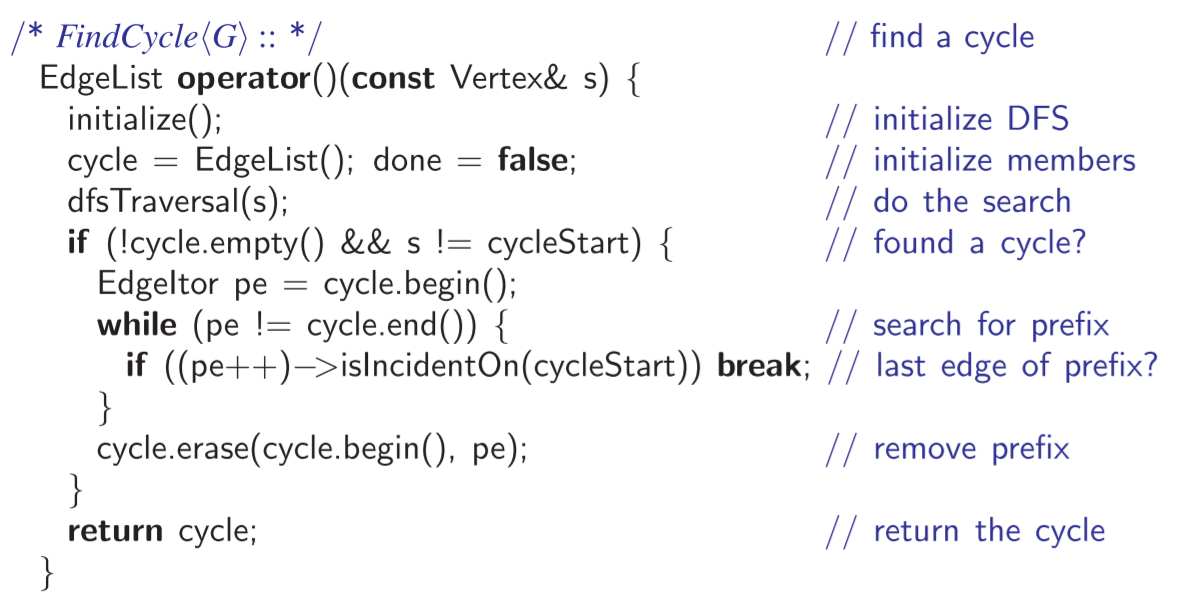 /* FindCycle⟨G⟩ :: */ // find a cycle
EdgeList operator()(const Vertex& s) {
initialize(); // initialize DFS
cycle = EdgeList(); done = false; // initialize members
dfsTraversal(s); // do the search
if (!cycle.empty() && s != cycleStart) { // found a cycle?
EdgeItor pe = cycle.begin();
while (pe != cycle.end()) { // search for prefix
if ((pe++)−>isIncidentOn(cycleStart)) break; // last edge of prefix?
}
cycle.erase(cycle.begin(), pe); // remove prefix
}
return cycle; // return the cycle
}